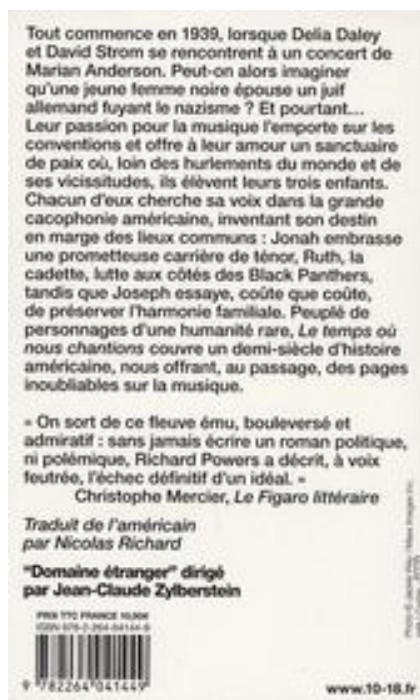 Tout commence en 1939, lorsque Delia Daley
et David Strom se rencontrent à un concert de
Marian Anderson. Peut-on alors imaginer
qu'une jeune femme noire épouse un juif
allemand fuyant le nazisme ? Et pourtant...
Leur passion pour la musique l'emporte sur les
conventions et offre à leur amour un sanctuaire
de paix où, loin des hurlements du monde et de
ses vicissitudes, ils élèvent leurs trois enfants.
Chacun d'eux cherche sa voix dans la grande
cacophonie américaine, inventant son destin
en marge des lieux communs : Jonah embrasse
une prometteuse carrière de ténor, Ruth, la
cadette, lutte aux côtés des Black Panthers,
tandis que Joseph essaye, coûte que coûte,
de préserver l'harmonie familiale. Peuplé de
personnages d'une humanité rare, Le temps où
nous chantions couvre un demi-siècle d'histoire
américaine, nous offrant, au passage, des pages
inoubliables sur la musique.
« On sort de ce fleuve ému, bouleversé et
admiratif : sans jamais écrire un roman politique,
ni polémique, Richard Powers a décrit, à voix
feutrée, l'échec définitif d'un idéal. »
Christophe Mercier, Le Figaro littéraire
Traduit de l'américain
par Nicolas Richard
"Domaine étranger" dirigé
par Jean-Claude Zylberstein
PRIX TTC FRANCE
ISBN 978-2-264-04144-9
9 782264 041449
www.10-18.fr